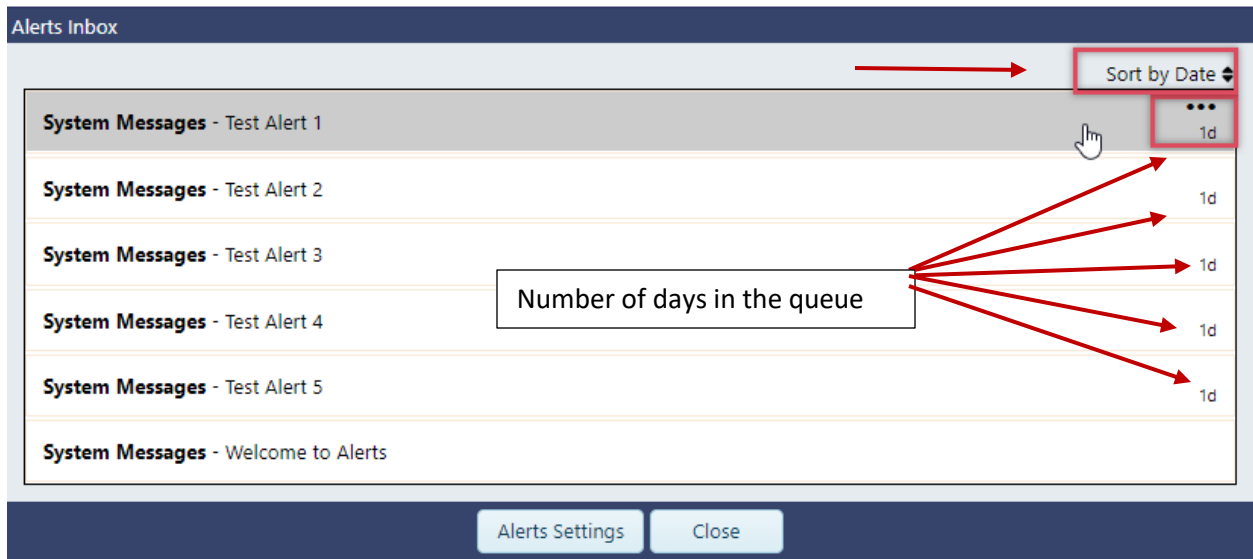 Alerts Inbox
Sort by Date
System Messages - Test Alert 1
1d
System Messages - Test Alert 2
1d
System Messages - Test Alert 3
1d
Number of days in the queue
System Messages - Test Alert 4
1d
System Messages - Test Alert 5
1d
System Messages - Welcome to Alerts
Alerts Settings
Close